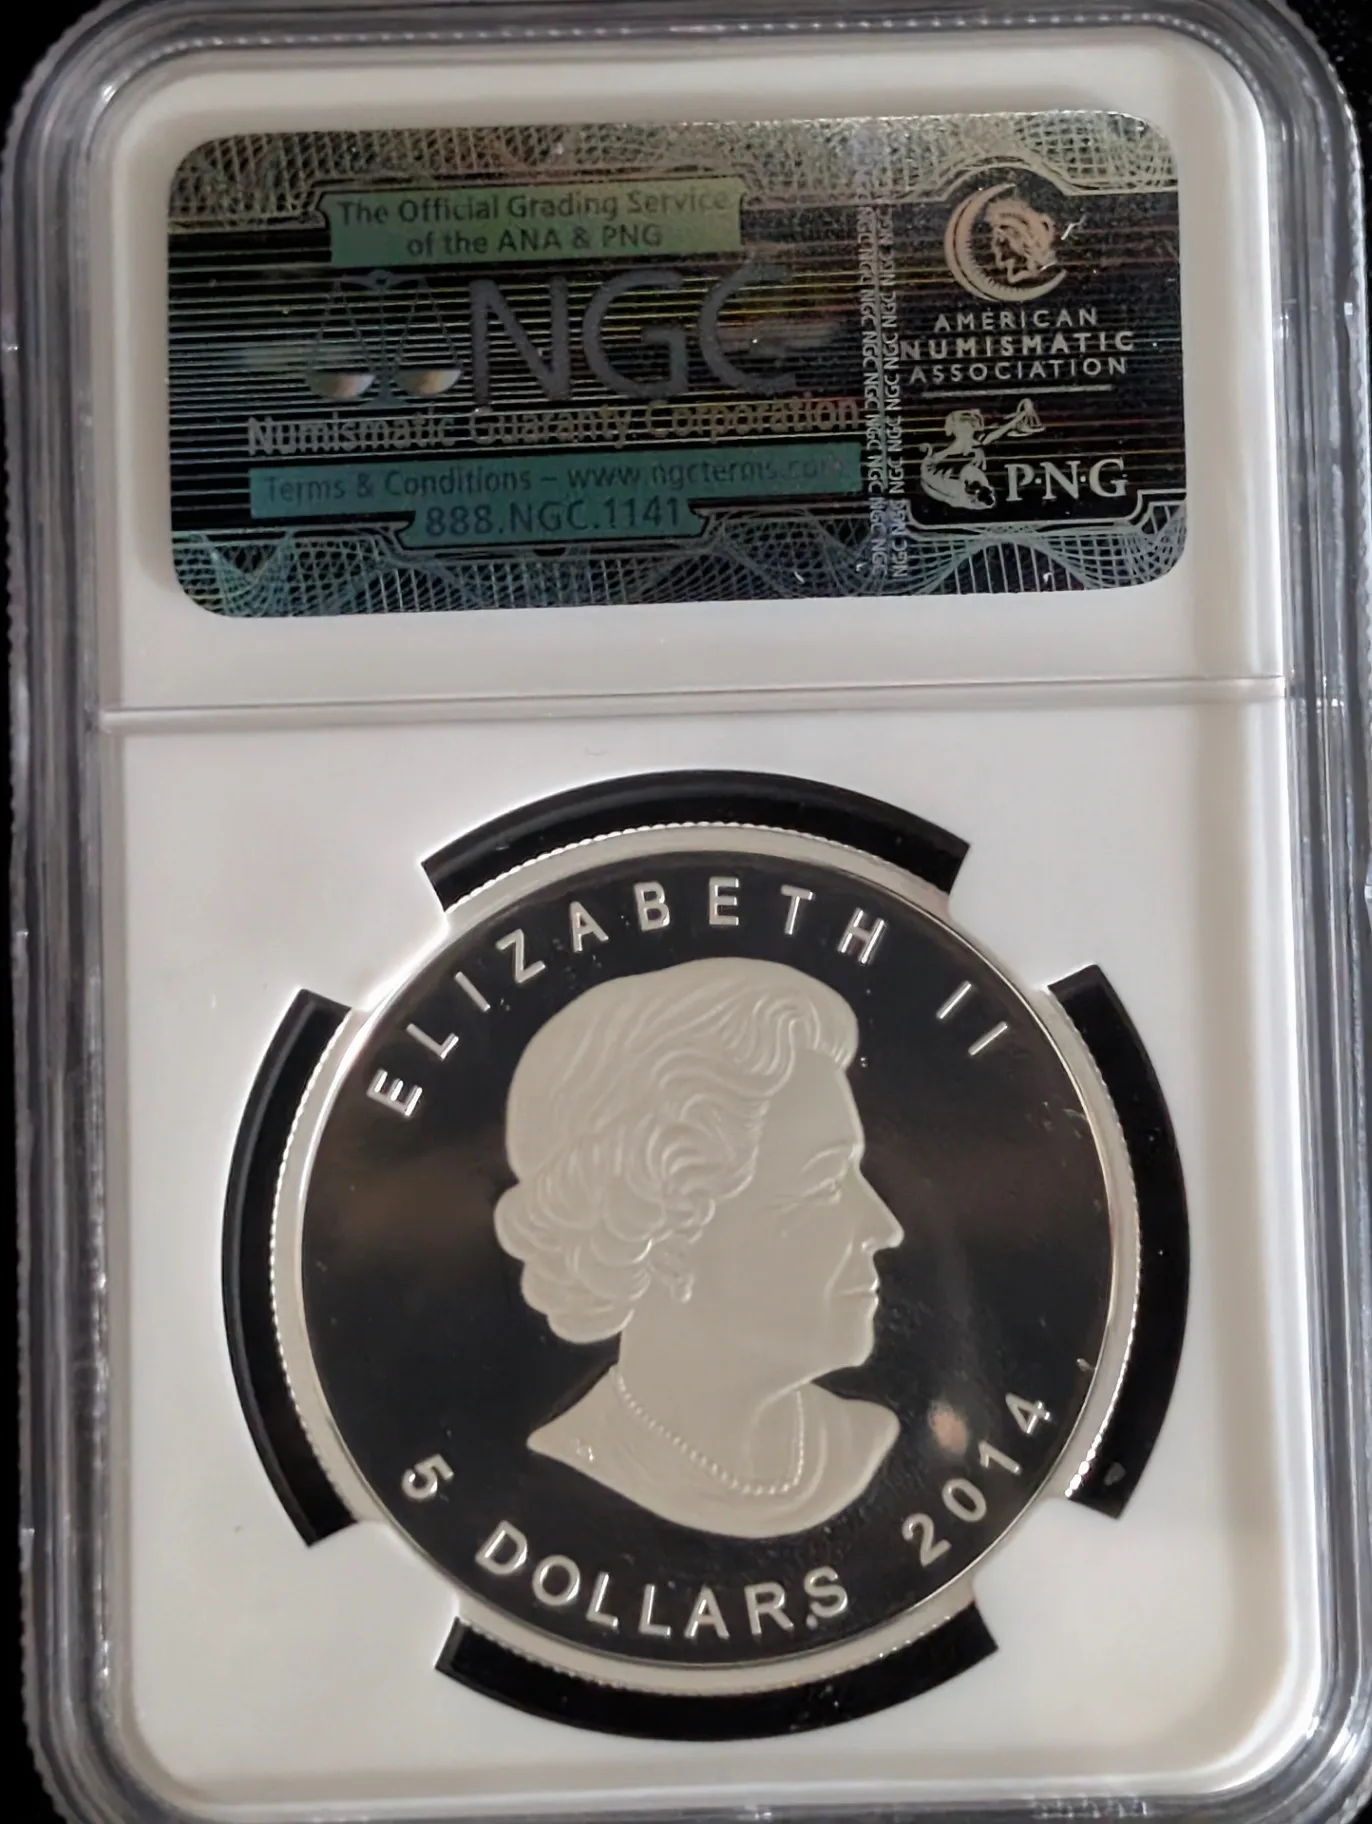 The Official Grading Service
of the ANA & PNG
NGC
Numismatic Guaranty Corporation
Terms & Conditions – www.ngcterms.com
888.NGC.1141
AMERICAN
NUMISMATIC
ASSOCIATION
P·N·G
ELIZABETH II
5 DOLLARS 2014